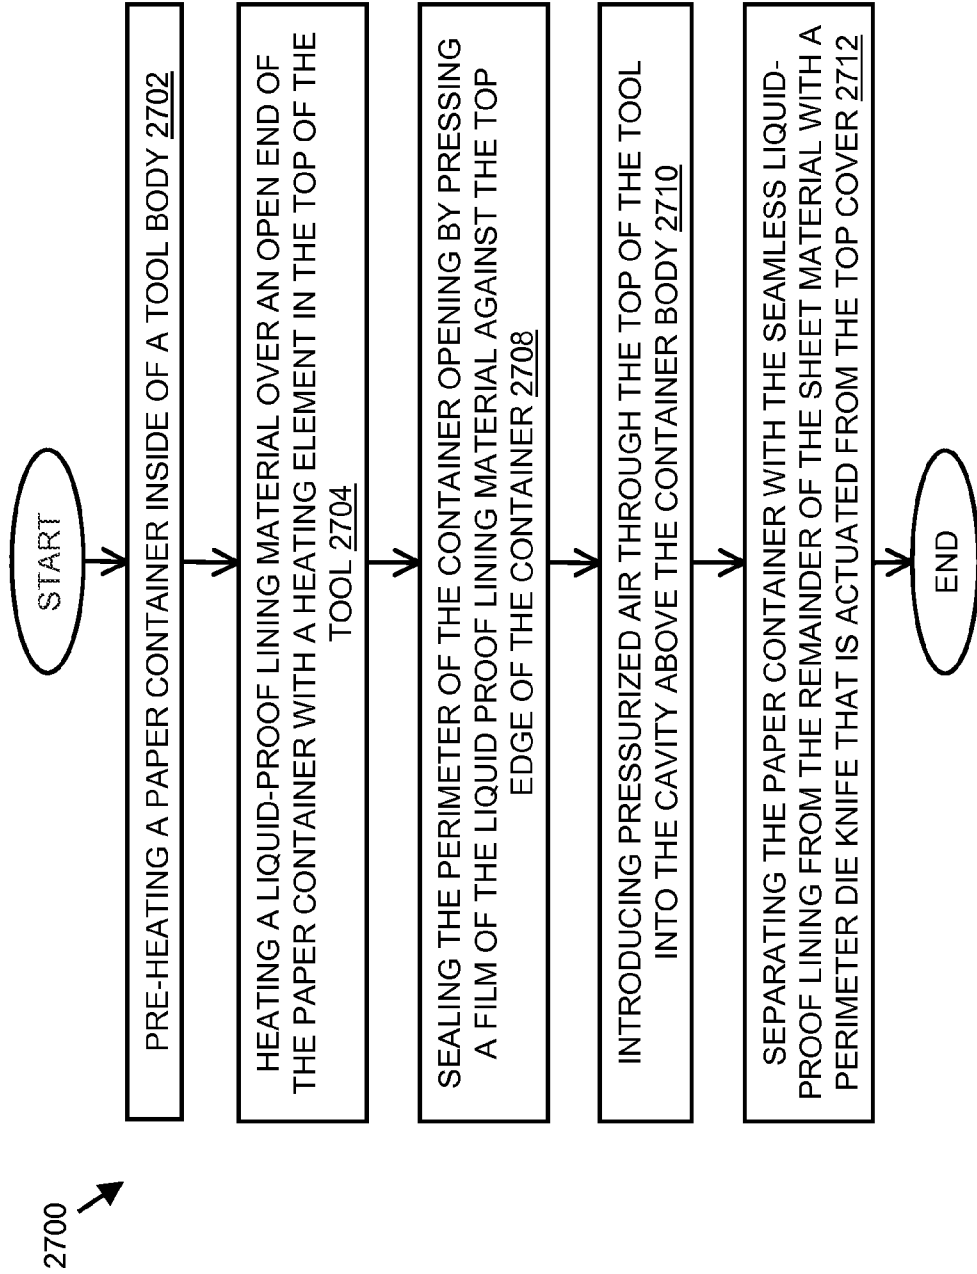 2700
START
PRE-HEATING A PAPER CONTAINER INSIDE OF A TOOL BODY 2702
HEATING A LIQUID-PROOF LINING MATERIAL OVER AN OPEN END OF
THE PAPER CONTAINER WITH A HEATING ELEMENT IN THE TOP OF THE
TOOL 2704
SEALING THE PERIMETER OF THE CONTAINER OPENING BY PRESSING
A FILM OF THE LIQUID PROOF LINING MATERIAL AGAINST THE TOP
EDGE OF THE CONTAINER 2708
INTRODUCING PRESSURIZED AIR THROUGH THE TOP OF THE TOOL
INTO THE CAVITY ABOVE THE CONTAINER BODY 2710
SEPARATING THE PAPER CONTAINER WITH THE SEAMLESS LIQUID-
PROOF LINING FROM THE REMAINDER OF THE SHEET MATERIAL WITH A
PERIMETER DIE KNIFE THAT IS ACTUATED FROM THE TOP COVER 2712
END